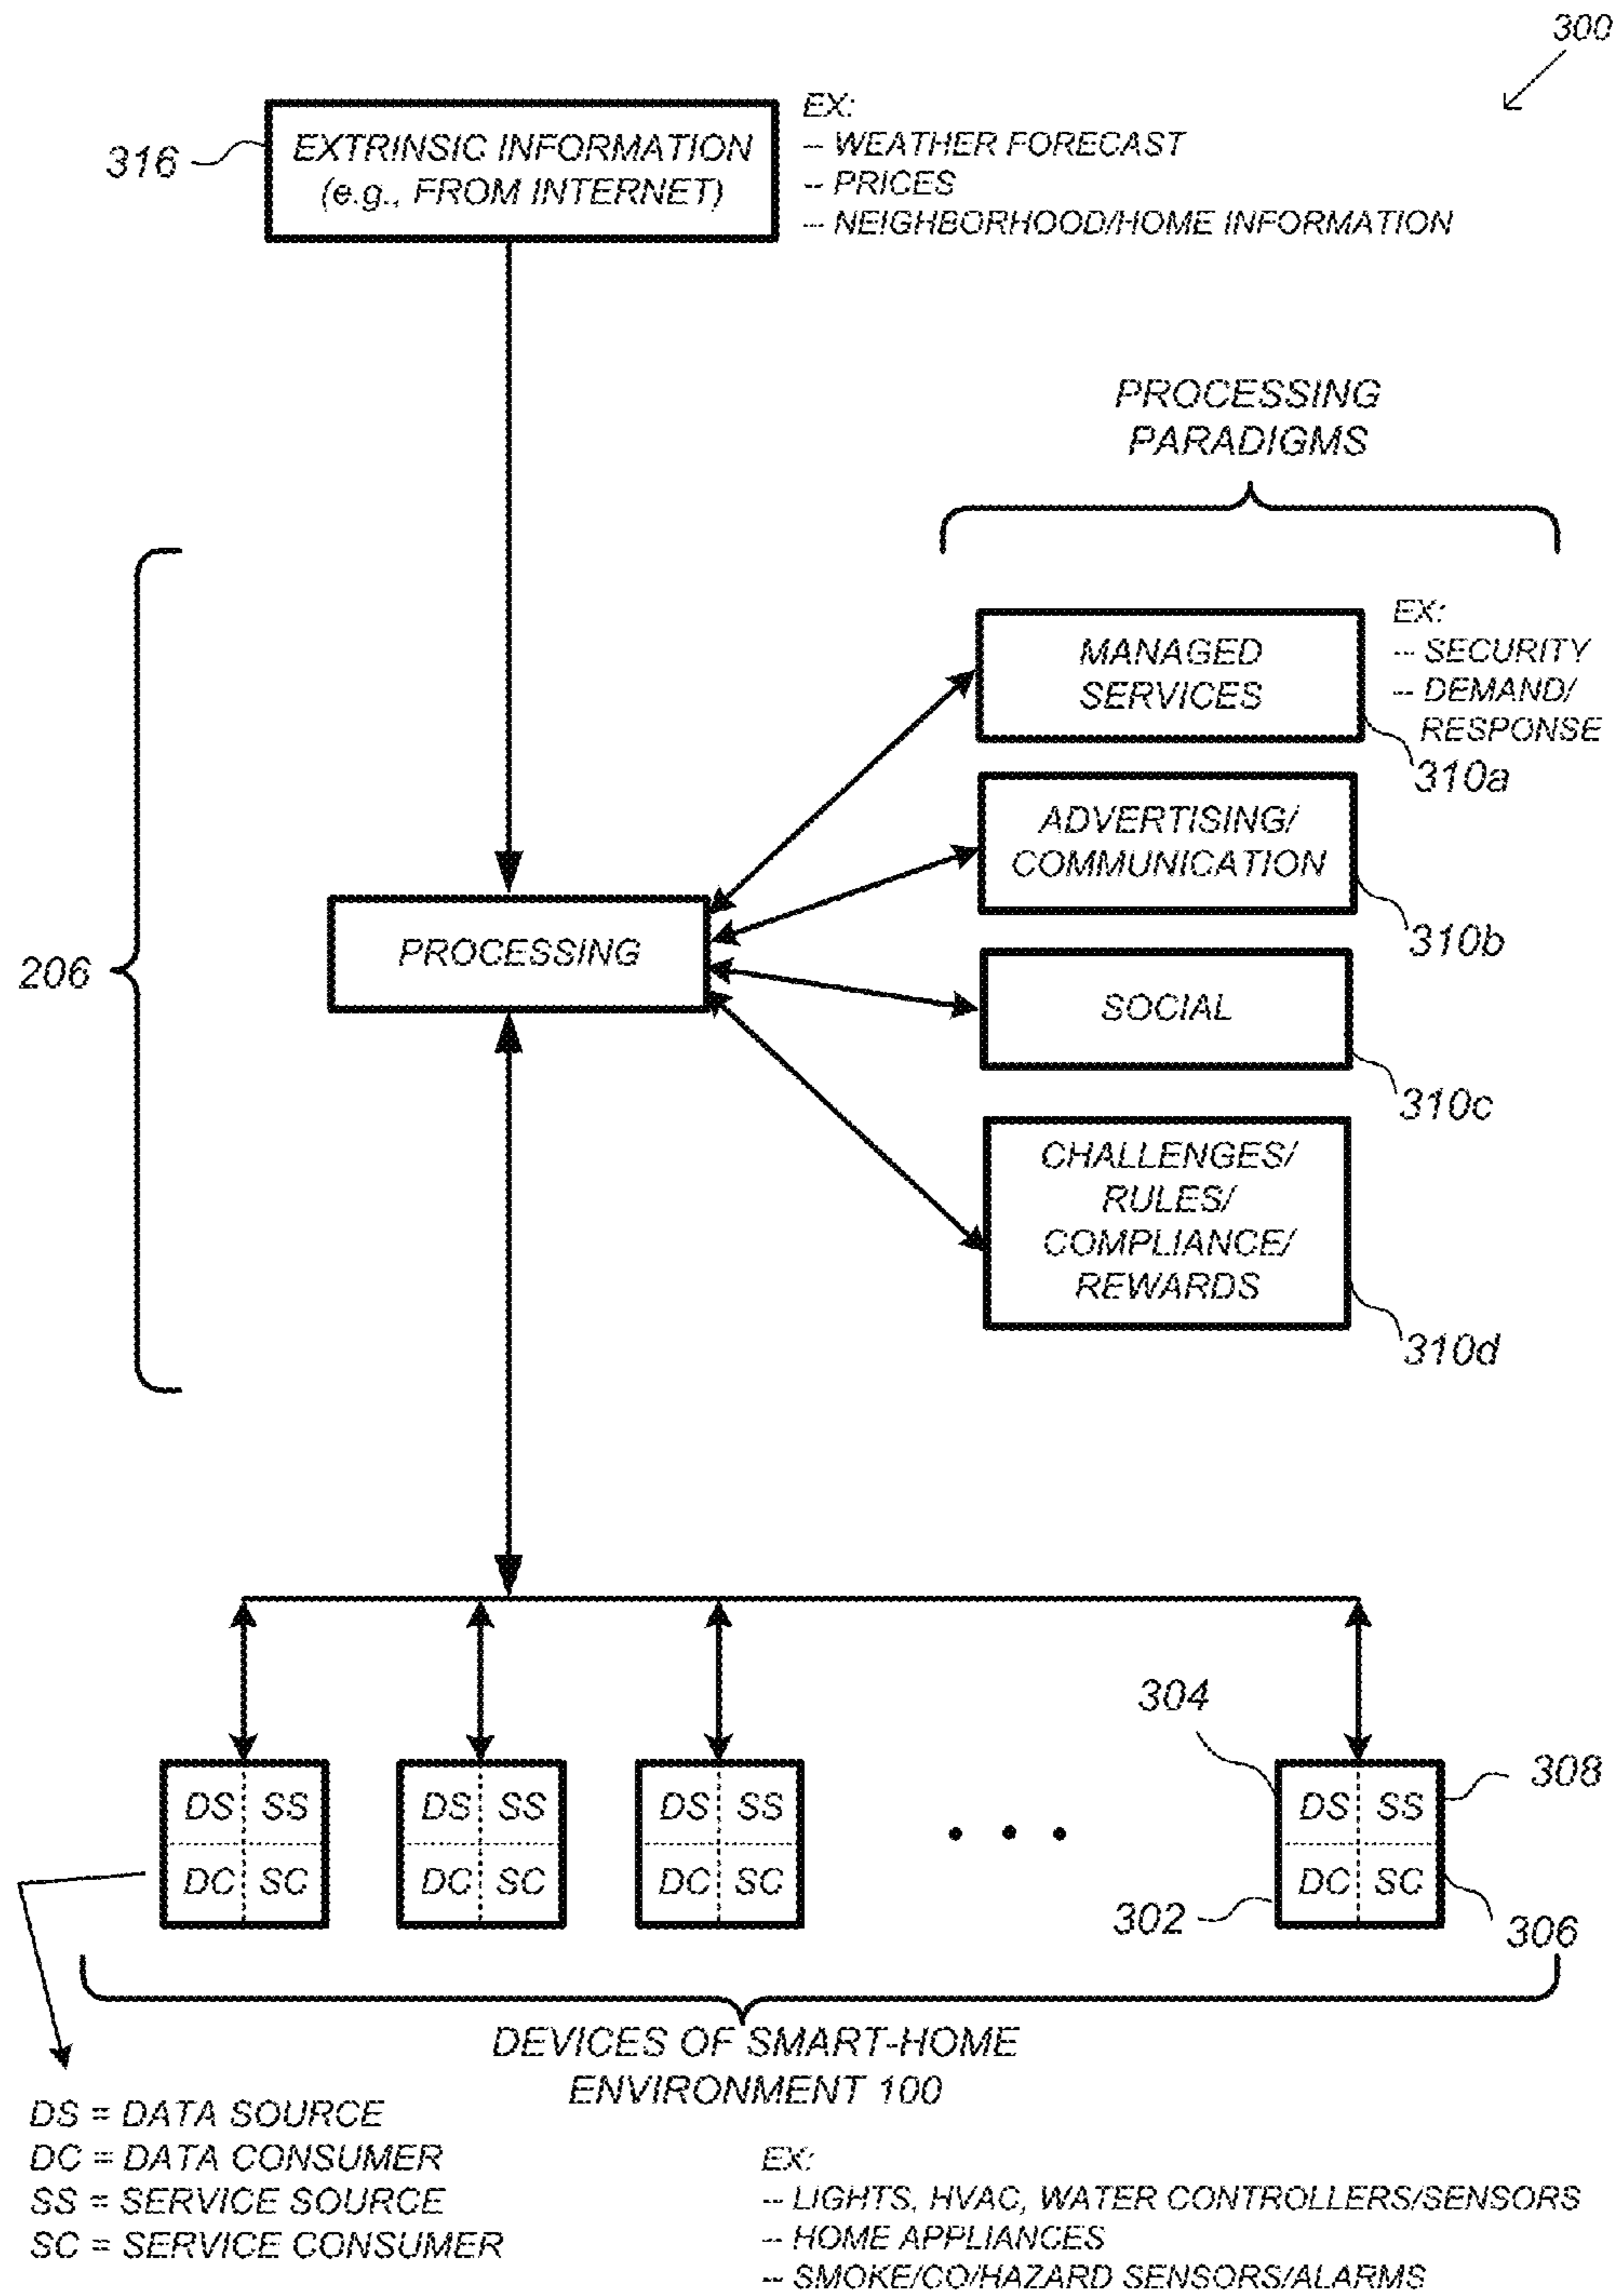 300
316
EXTRINSIC INFORMATION
(e.g., FROM INTERNET)
EX:
-- WEATHER FORECAST
-- PRICES
-- NEIGHBORHOOD/HOME INFORMATION
PROCESSING
PARADIGMS
206
PROCESSING
MANAGED
SERVICES
EX:
-- SECURITY
-- DEMAND/
RESPONSE
310a
ADVERTISING/
COMMUNICATION
310b
SOCIAL
310c
CHALLENGES/
RULES/
COMPLIANCE/
REWARDS
310d
304
308
DS SS
DC SC
DS SS
DC SC
DS SS
DC SC
• • •
DS SS
DC SC
302
306
DEVICES OF SMART-HOME
ENVIRONMENT 100
DS = DATA SOURCE
DC = DATA CONSUMER
SS = SERVICE SOURCE
SC = SERVICE CONSUMER
EX:
-- LIGHTS, HVAC, WATER CONTROLLERS/SENSORS
-- HOME APPLIANCES
-- SMOKE/CO/HAZARD SENSORS/ALARMS